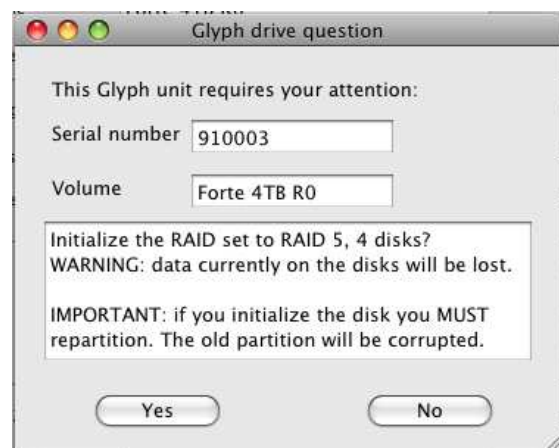 Glyph drive question
This Glyph unit requires your attention:
Serial number 910003
Volume Forte 4TB R0
Initialize the RAID set to RAID 5, 4 disks?
WARNING: data currently on the disks will be lost.
IMPORTANT: if you initialize the disk you MUST
repartition. The old partition will be corrupted.
Yes No